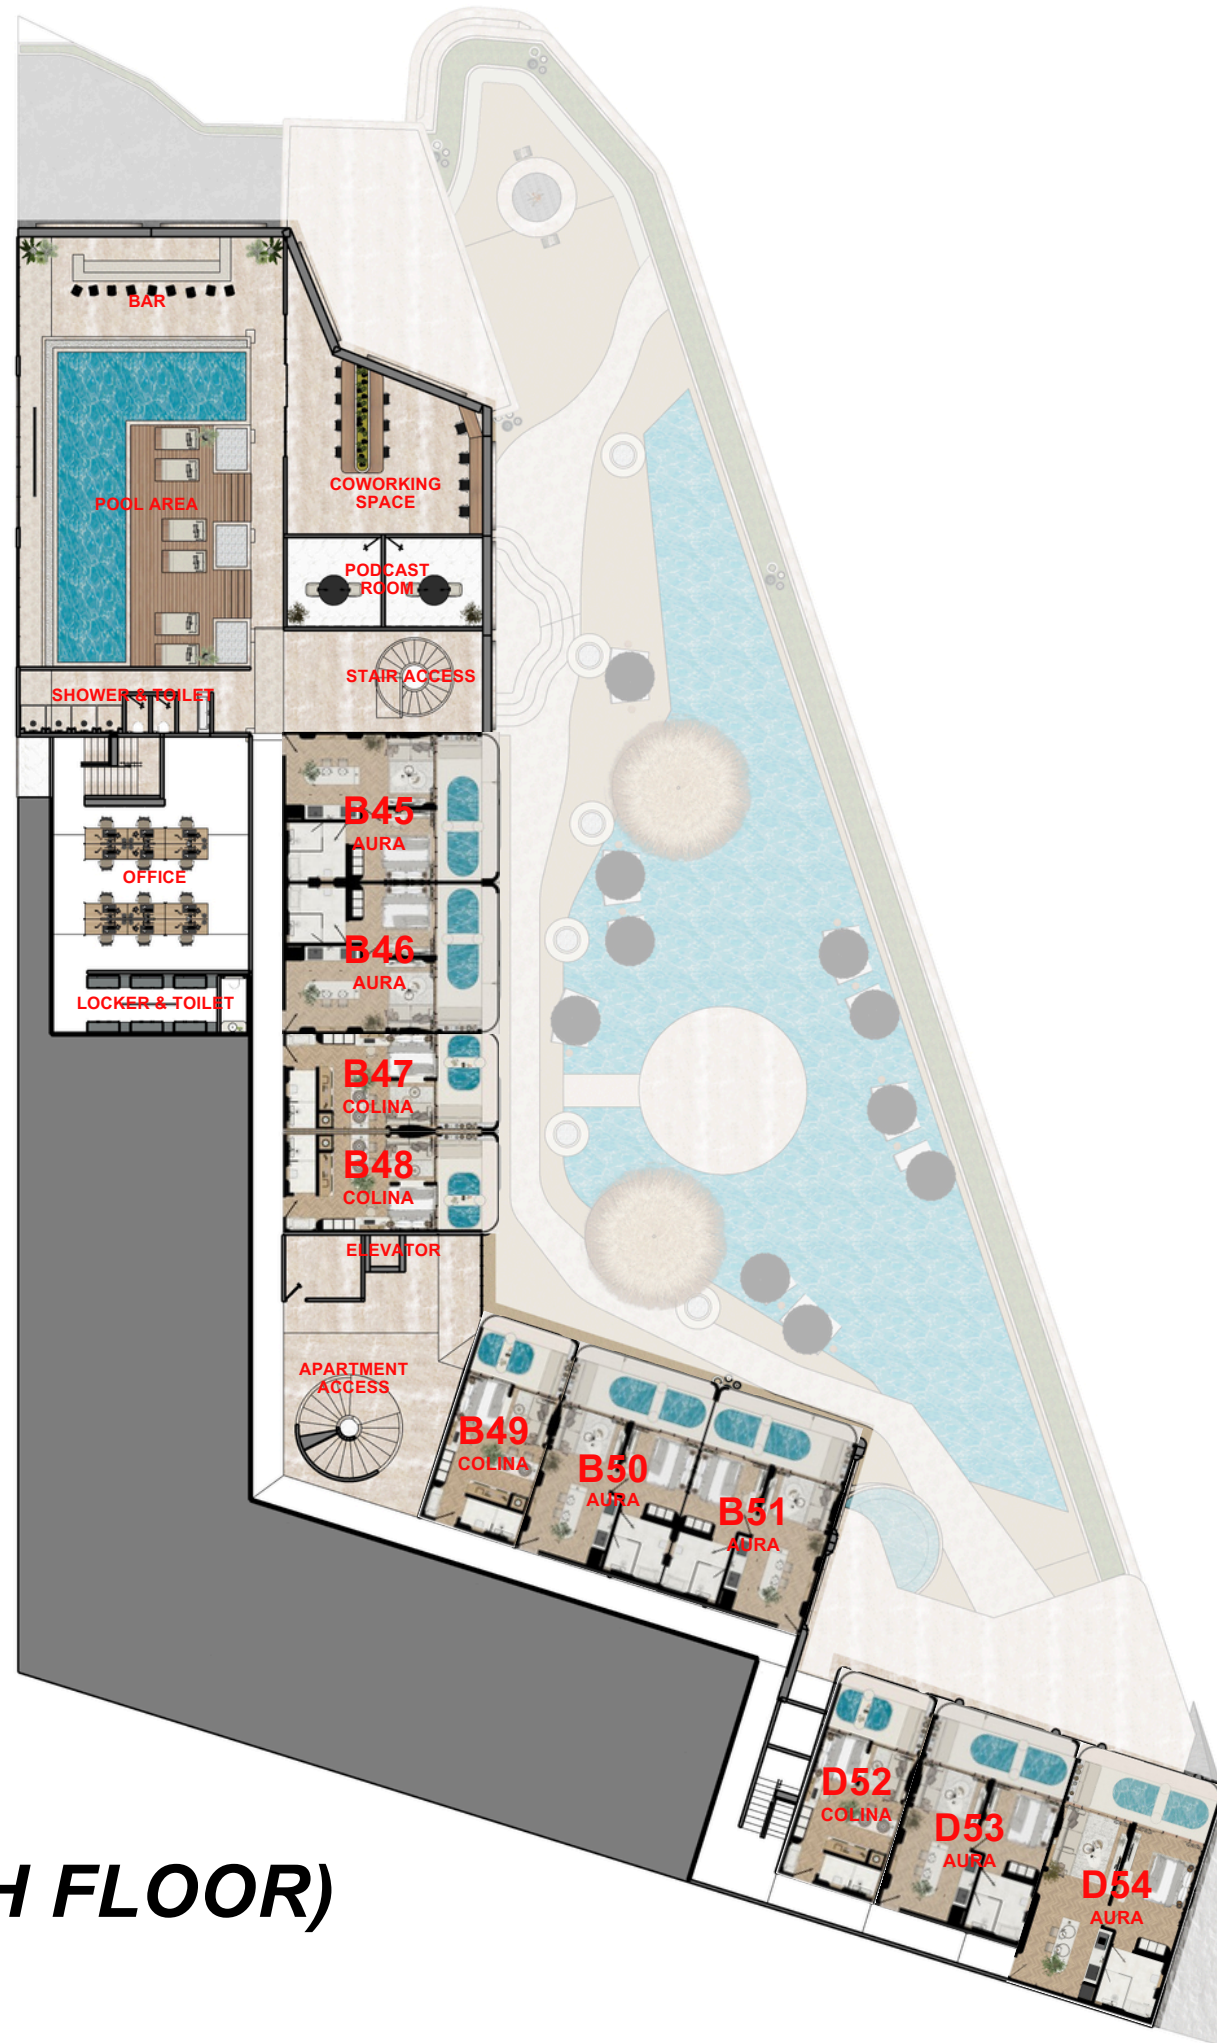 BAR
POOL AREA
COWORKING
SPACE
PODCAST
ROOM
STAIR ACCESS
SHOWER & TOILET
B45
AURA
OFFICE
B46
AURA
LOCKER & TOILET
B47
COLINA
B48
COLINA
ELEVATOR
APARTMENT
ACCESS
B49
COLINA
B50
AURA
B51
AURA
D52
COLINA
D53
AURA
D54
AURA
H FLOOR)